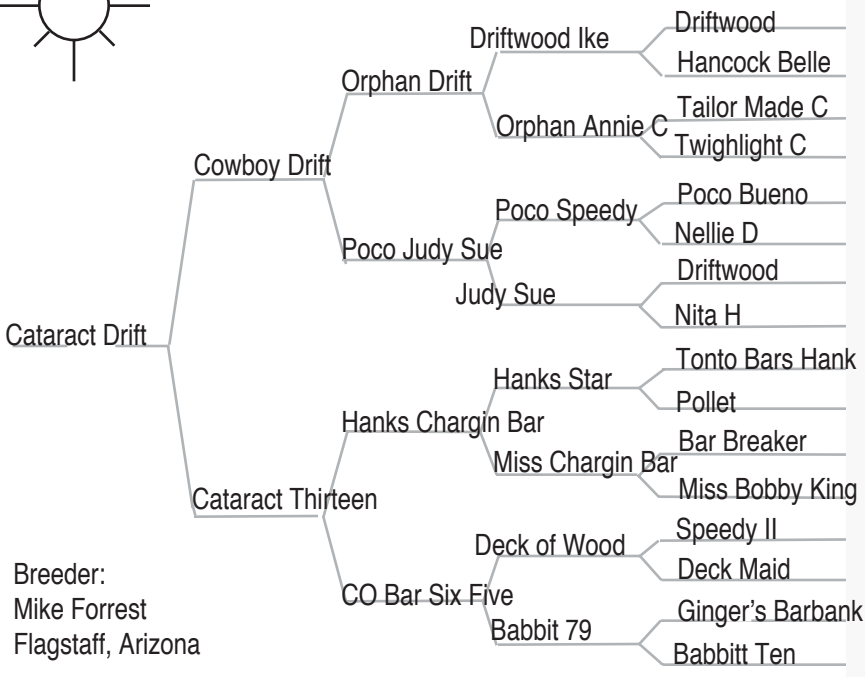 Driftwood
Driftwood Ike
Hancock Belle
Orphan Drift
Tailor Made C
Orphan Annie C
Twighlight C
Cowboy Drift
Poco Bueno
Poco Speedy
Nellie D
Poco Judy Sue
Driftwood
Judy Sue
Nita H
Cataract Drift
Tonto Bars Hank
Hanks Star
Pollet
Hanks Chargin Bar
Bar Breaker
Miss Chargin Bar
Miss Bobby King
Cataract Thirteen
Speedy II
Deck of Wood
Deck Maid
CO Bar Six Five
Ginger's Barbank
Babbit 79
Babbitt Ten
Breeder:
Mike Forrest
Flagstaff, Arizona